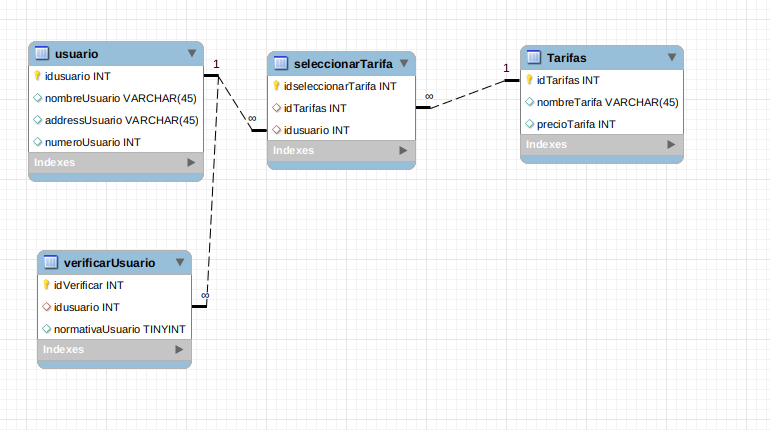 usuario
idusuario INT
nombreUsuario VARCHAR(45)
addressUsuario VARCHAR(45)
numeroUsuario INT
Indexes
1
∞
seleccionarTarifa
idseleccionarTarifa INT
idTarifas INT
idusuario INT
Indexes
∞
1
Tarifas
idTarifas INT
nombreTarifa VARCHAR(45)
precioTarifa INT
Indexes
verificarUsuario
idVerificar INT
idusuario INT
normativaUsuario TINYINT
Indexes
∞